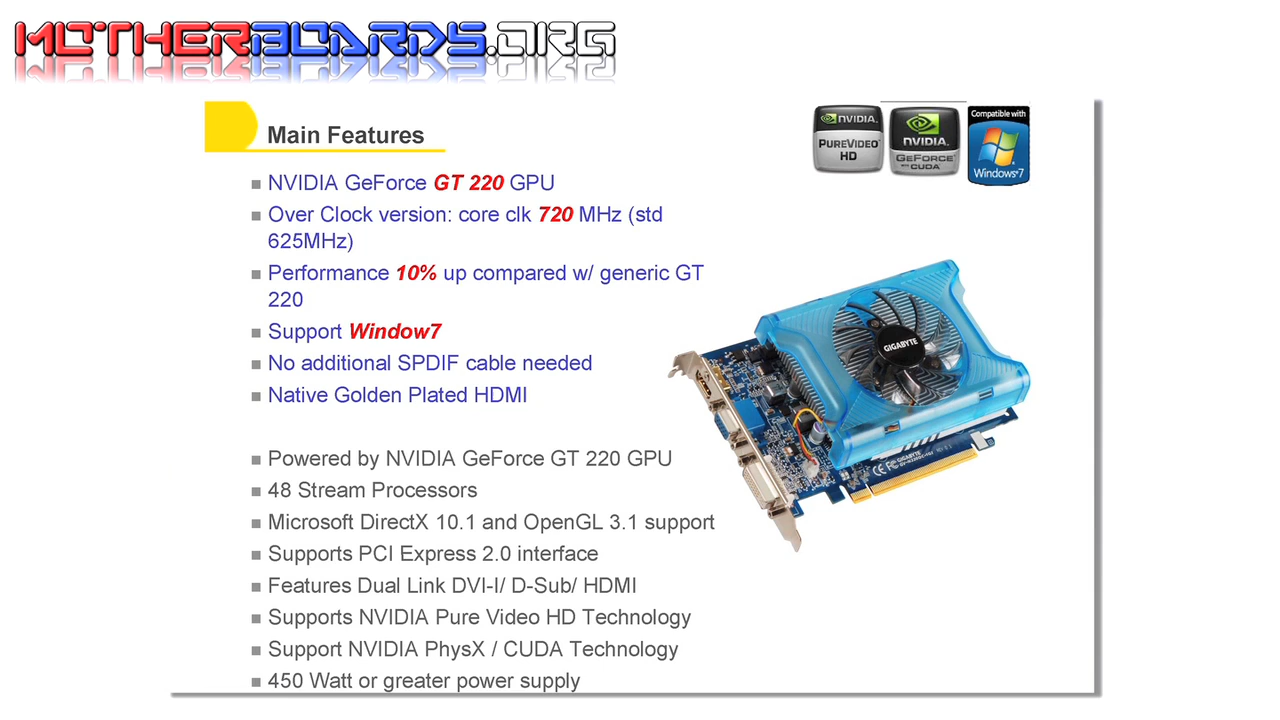 MOTHERBOARDS.ORG
Main Features
NVIDIA
PUREVIDEO
HD
NVIDIA
GEFORCE
WITH CUDA
Compatible with
Windows 7
NVIDIA GeForce GT 220 GPU
Over Clock version: core clk 720 MHz (std
625MHz)
Performance 10% up compared w/ generic GT
220
Support Window7
No additional SPDIF cable needed
Native Golden Plated HDMI
GIGABYTE
GIGABYTE
Powered by NVIDIA GeForce GT 220 GPU
48 Stream Processors
Microsoft DirectX 10.1 and OpenGL 3.1 support
Supports PCI Express 2.0 interface
Features Dual Link DVI-I/ D-Sub/ HDMI
Supports NVIDIA Pure Video HD Technology
Support NVIDIA PhysX / CUDA Technology
450 Watt or greater power supply